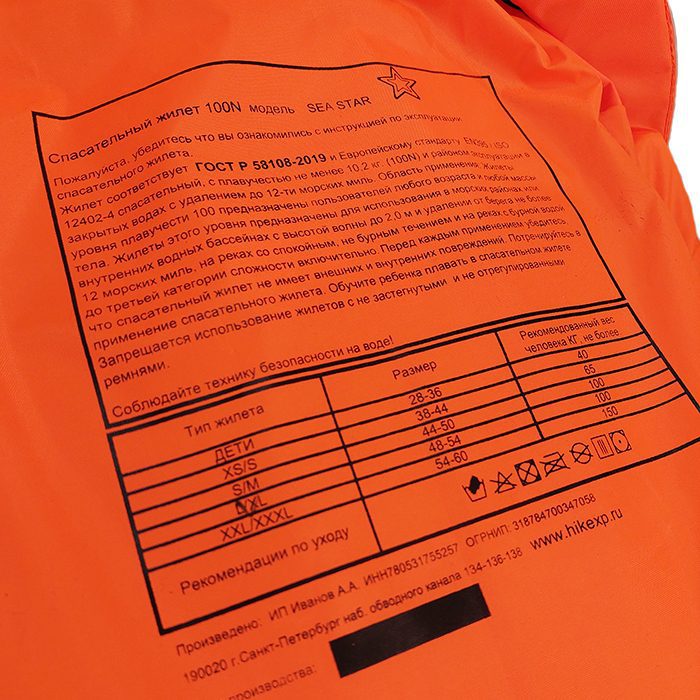 Спасательный жилет 100N модель SEA STAR
Пожалуйста, убедитесь что вы ознакомились с инструкцией по эксплуатации
спасательного жилета.
Жилет соответствует ГОСТ Р 58108-2019 и Европейскому стандарту EN395 / ISO
12402-4 спасательный, с плавучестью не менее 10,2 кг. (100N) и районом эксплуатации в
закрытых водах с удалением до 12-ти морских миль. Область применения: Жилеты
уровня плавучести 100 предназначены пользователей любого возраста и любой массы
тела. Жилеты этого уровня предназначены для использования в морских районах или
внутренних водных бассейнах с высотой волны до 2,0 м и удалении от берега не более
12 морских миль, на реках со спокойным, не бурным течением и на реках с бурной водой
до третьей категории сложности включительно. Перед каждым применением убедитесь,
что спасательный жилет не имеет внешних и внутренних повреждений. Потренируйтесь в
применение спасательного жилета. Обучите ребенка плавать в спасательном жилете
Запрещается использование жилетов с не застегнутыми и не отрегулированными
ремнями.
Соблюдайте технику безопасности на воде!
Тип жилета Размер Рекомендованный вес человека КГ, не более
ДЕТИ 28-36 40
XS/S 38-44 65
S/M 44-50 100
L/XL 48-54 100
XXL/XXXL 54-60 150
Рекомендации по уходу
Произведено: ИП Иванов А.А. ИНН780531755257 ОГРНИП: 318784700347058
190020 г.Санкт-Петербург наб. обводного канала 134-136-138 www.hikexp.ru
производства: